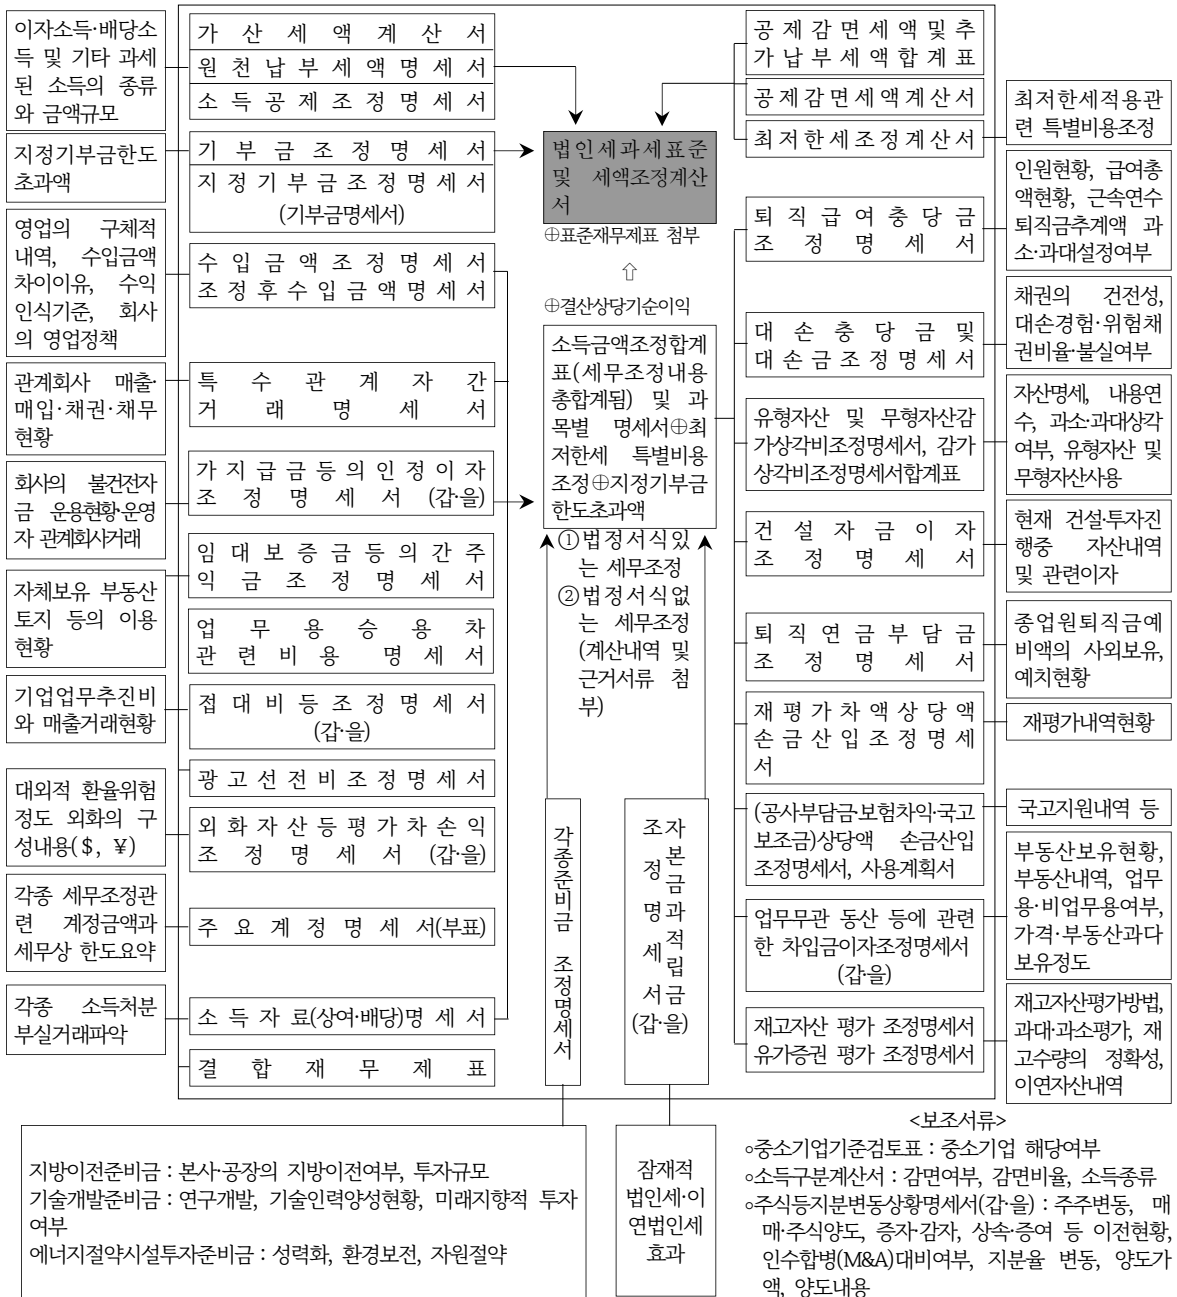 이자소득·배당소
득 및 기타 과세
된 소득의 종류
와 금액규모
지정기부금한도
초과액
영업의 구체적
내역, 수입금액
차이이유, 수익
인식기준, 회사
의 영업정책
관계회사 매출·
매입·채권·채무
현황
회사의 불건전자
금 운용현황·운영
자 관계회사거래
자체보유 부동산
토지 등의 이용
현황
기업업무추진비
와 매출거래현황
대외적 환율위험
정도 외화의 구
성내용($, ¥)
각종 세무조정관
련 계정금액과
세무상 한도요약
각종 소득처분
부실거래파악
가 산 세 액 계 산 서
원 천 납 부 세 액 명 세 서
소 득 공 제 조 정 명 세 서
기 부 금 조 정 명 세 서
지 정 기 부 금 조 정 명 세 서
(기부금명세서)
수 입 금 액 조 정 명 세 서
조 정 후 수 입 금 액 명 세 서
특 수 관 계 자 간
거 래 명 세 서
가 지 급 금 등 의 인 정 이 자
조 정 명 세 서 (갑·을)
임 대 보 증 금 등 의 간 주
익 금 조 정 명 세 서
업 무 용 승 용 차
관 련 비 용 명 세 서
접 대 비 등 조 정 명 세 서
(갑·을)
광 고 선 전 비 조 정 명 세 서
외 화 자 산 등 평 가 차 손 익
조 정 명 세 서 (갑·을)
주 요 계 정 명 세 서(부표)
소 득 자 료(상여·배당)명 세 서
결 합 재 무 제 표
법인세과세표준
및 세액조정계산
서
⊕표준재무제표 첨부
⇧
⊕결산상당기순이익
소득금액조정합계
표(세무조정내용
총합계됨) 및 과
목별 명세서⊕최
저한세 특별비용
조정⊕지정기부금
한도초과액
①법정서식있
는 세무조정
②법정서식없
는 세무조정
(계산내역 및
근거서류 첨
부)
각종준비금 조정명세서
자본금과적립금
조정명세서
(갑·을)
공 제 감 면 세 액 및 추
가 납 부 세 액 합 계 표
공 제 감 면 세 액 계 산 서
최 저 한 세 조 정 계 산 서
퇴 직 급 여 충 당 금
조 정 명 세 서
대 손 충 당 금 및
대 손 금 조 정 명 세 서
유형자산 및 무형자산감
가상각비조정명세서, 감가
상각비조정명세서합계표
건 설 자 금 이 자
조 정 명 세 서
퇴 직 연 금 부 담 금
조 정 명 세 서
재 평 가 차 액 상 당 액
손 금 산 입 조 정 명 세
서
(공사부담금·보험차익·국고
보조금)상당액 손금산입
조정명세서, 사용계획서
업무무관 동산 등에 관련
한 차입금이자조정명세서
(갑·을)
재고자산 평가 조정명세서
유가증권 평가 조정명세서
최저한세적용관
련 특별비용조정
인원현황, 급여총
액현황, 근속연수
퇴직금추계액 과
소·과대설정여부
채권의 건전성,
대손경험·위험채
권비율·불실여부
자산명세, 내용연
수, 과소·과대상각
여부, 유형자산 및
무형자산사용
현재 건설·투자진
행중 자산내역
및 관련이자
종업원퇴직금예
비액의 사외보유,
예치현황
재평가내역현황
국고지원내역 등
부동산보유현황,
부동산내역, 업무
용·비업무용여부,
가격·부동산과다
보유정도
재고자산평가방법,
과대·과소평가, 재
고수량의 정확성,
이연자산내역
지방이전준비금 : 본사·공장의 지방이전여부, 투자규모
기술개발준비금 : 연구개발, 기술인력양성현황, 미래지향적 투자
여부
에너지절약시설투자준비금 : 성력화, 환경보전, 자원절약
잠재적
법인세·이
연법인세
효과
<보조서류>
◦중소기업기준검토표 : 중소기업 해당여부
◦소득구분계산서 : 감면여부, 감면비율, 소득종류
◦주식등지분변동상황명세서(갑·을) : 주주변동, 매
매·주식양도, 증자·감자, 상속·증여 등 이전현황,
인수합병(M&A)대비여부, 지분율 변동, 양도가
액, 양도내용